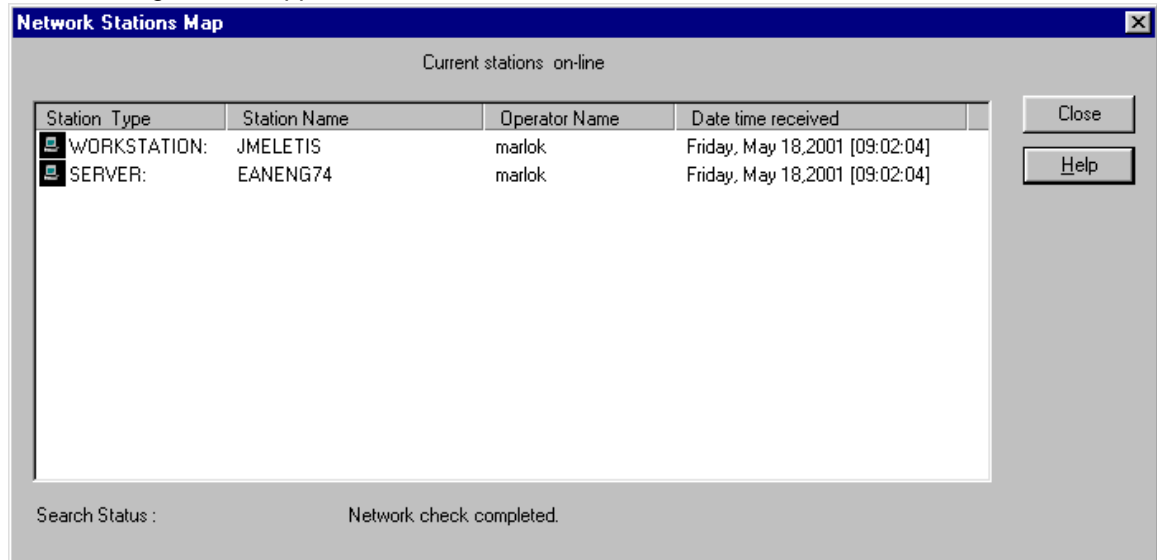 Network Stations Map
Current stations on-line
Station Type Station Name Operator Name Date time received
WORKSTATION: JMELETIS marlok Friday, May 18,2001 [09:02:04]
SERVER: EANENG74 marlok Friday, May 18,2001 [09:02:04]
Close
Help
Search Status : Network check completed.